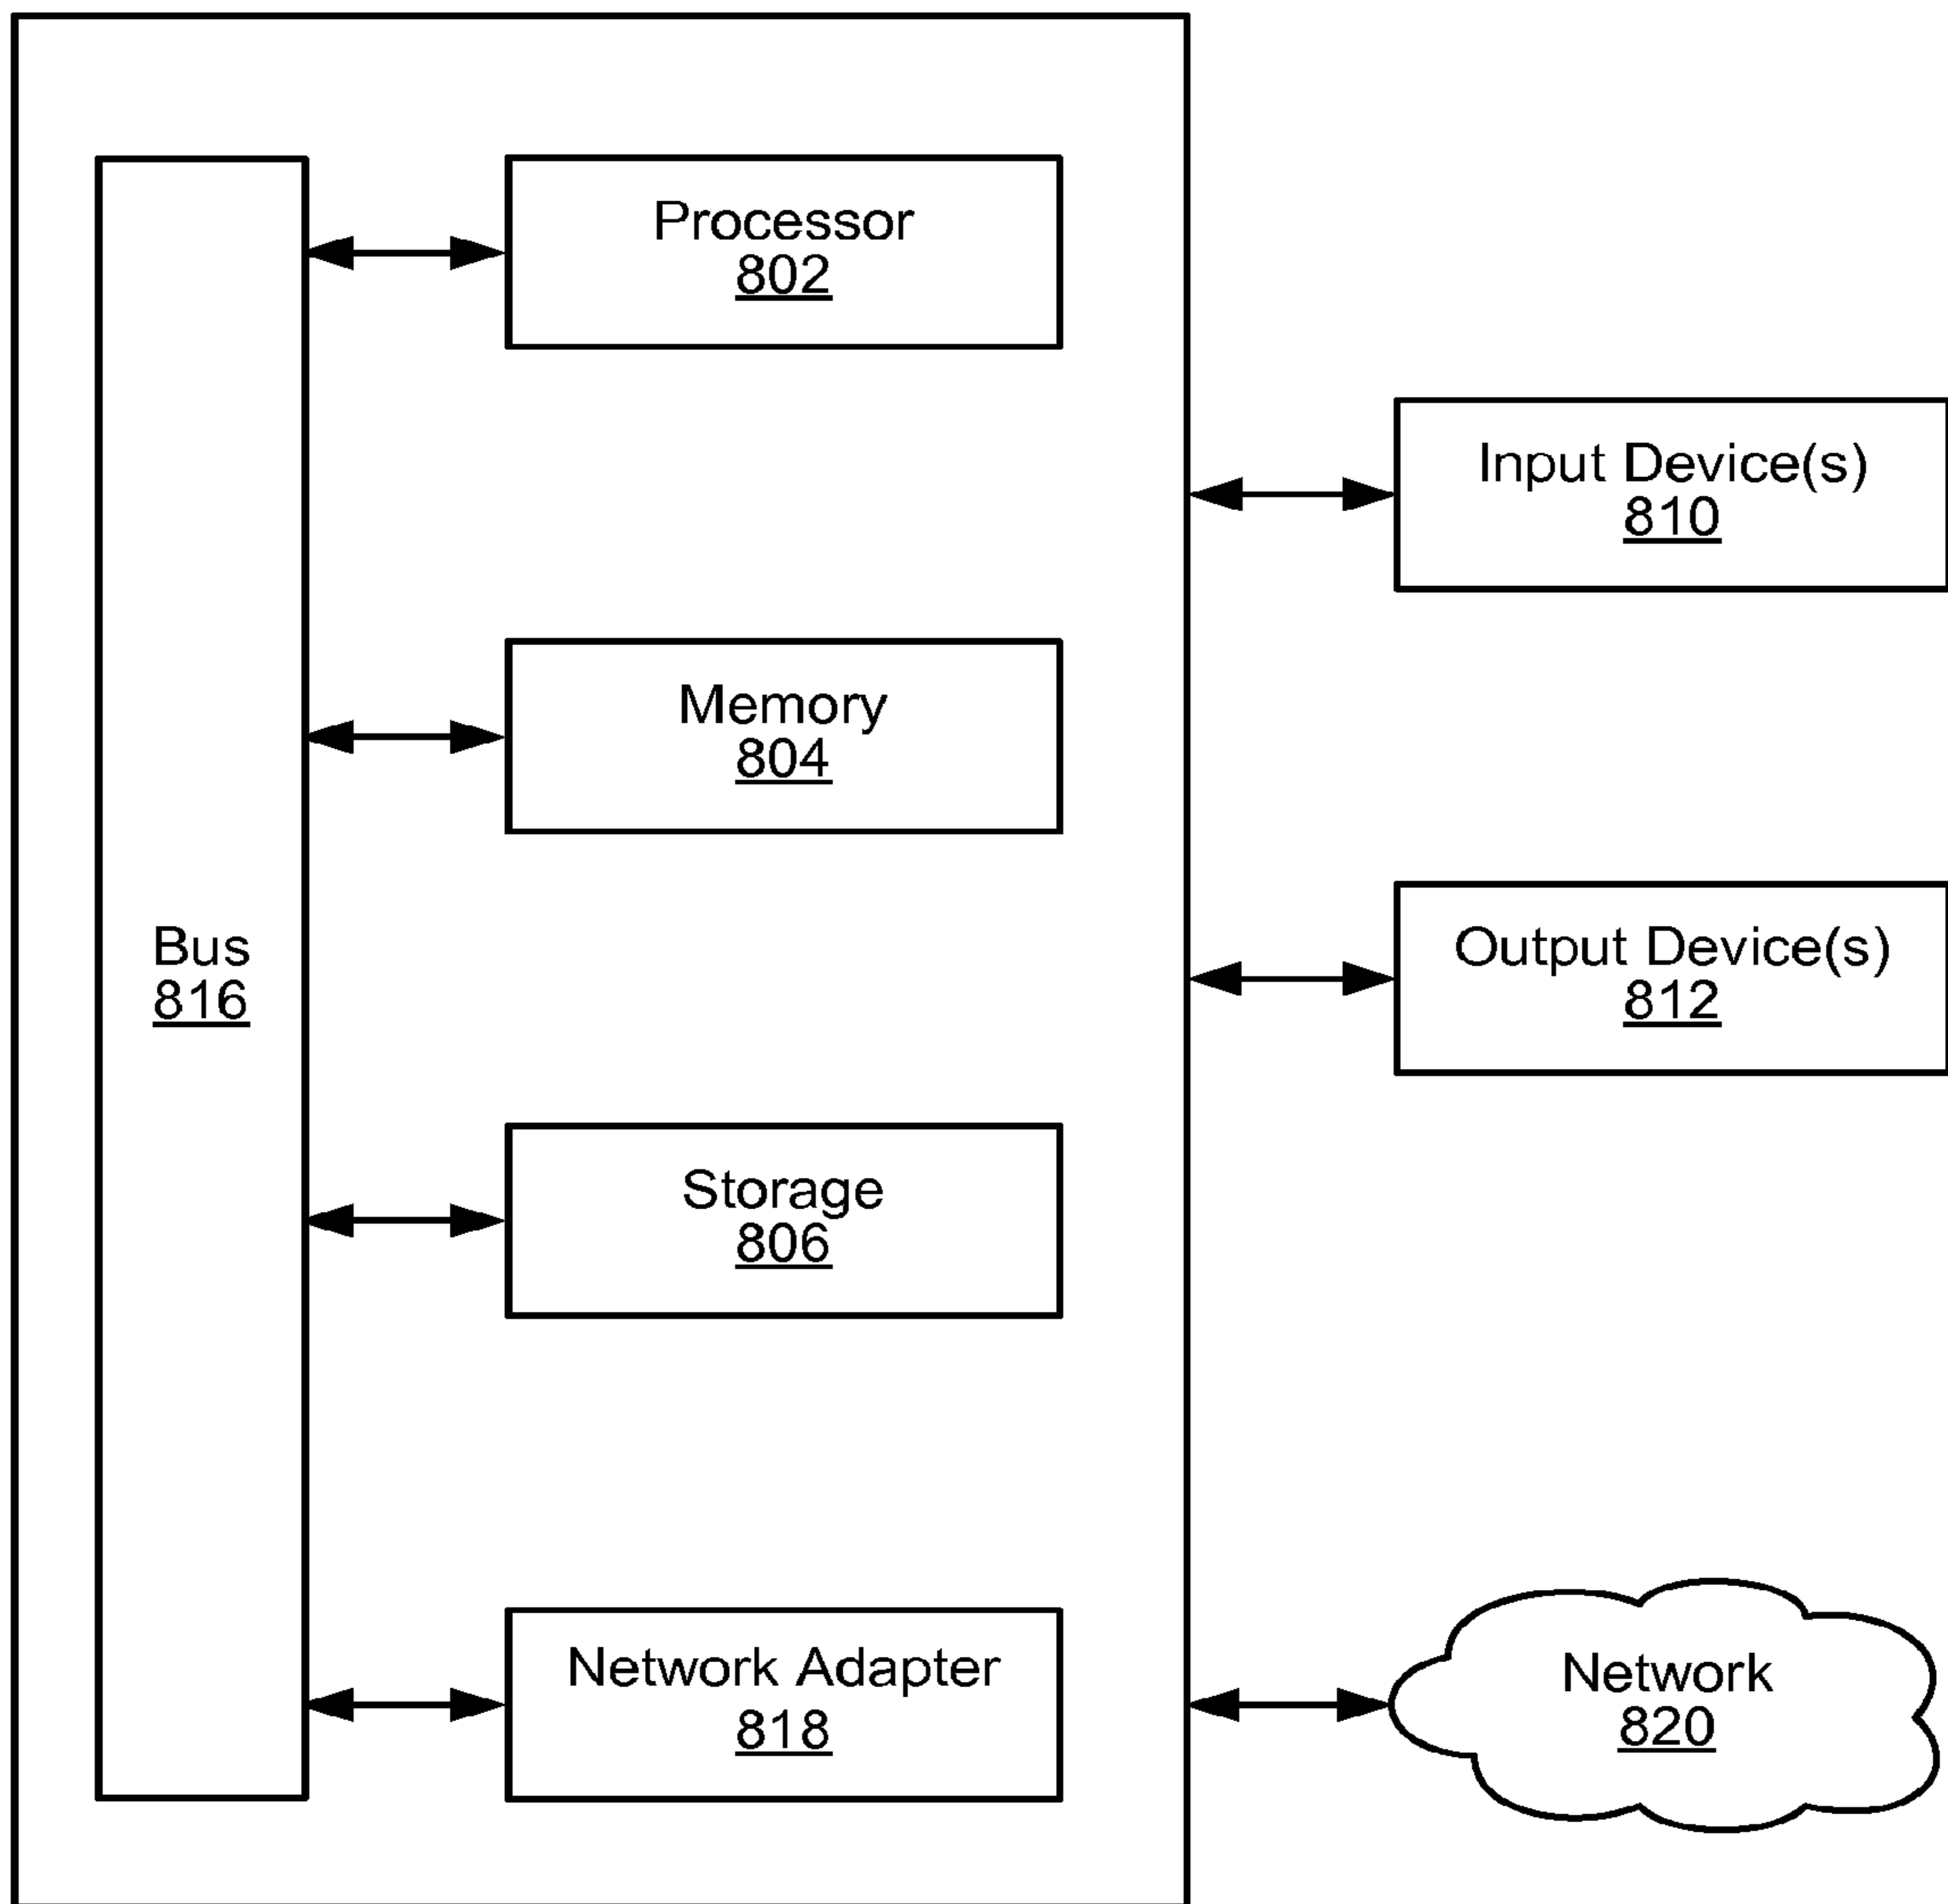 Processor
802
Input Device(s)
810
Memory
804
Bus
816
Output Device(s)
812
Storage
806
Network Adapter
818
Network
820